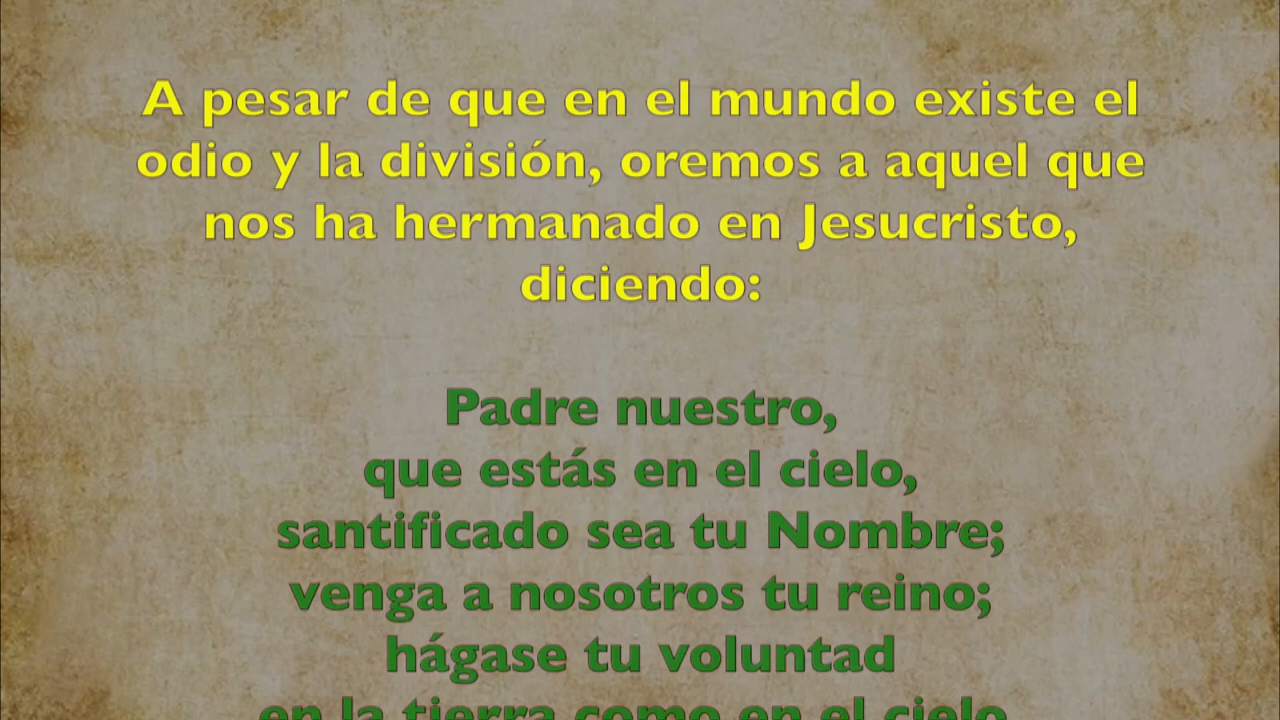 A pesar de que en el mundo existe el
odio y la división, oremos a aquel que
nos ha hermanado en Jesucristo,
diciendo:
Padre nuestro,
que estás en el cielo,
santificado sea tu Nombre;
venga a nosotros tu reino;
hágase tu voluntad
en la tierra como en el cielo